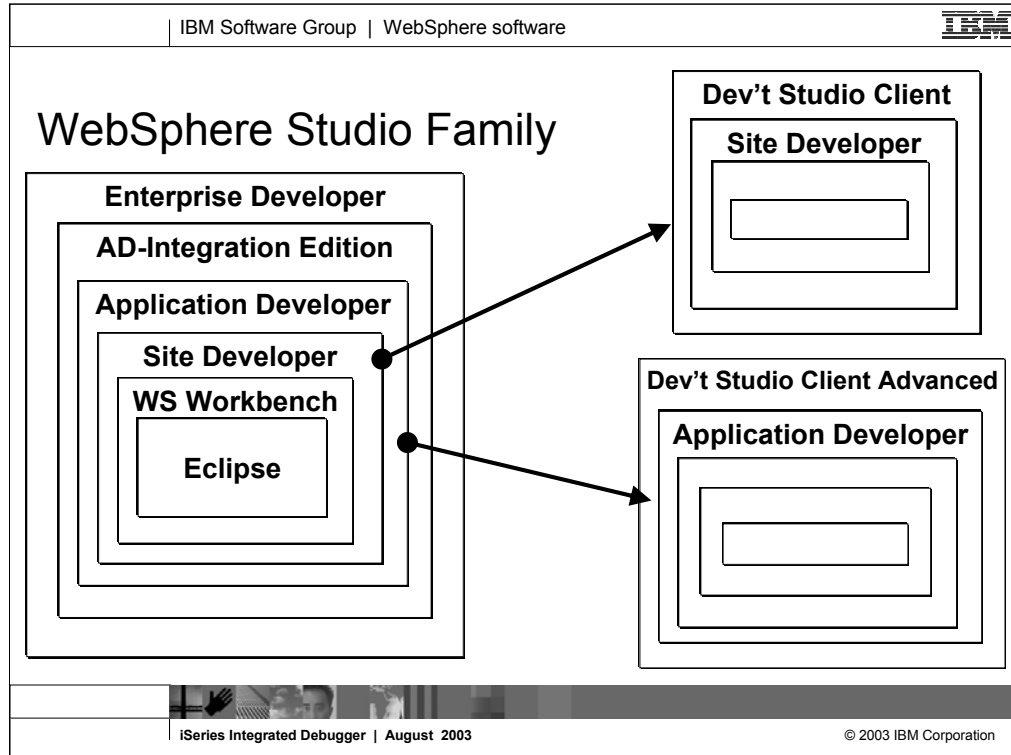 IBM Software Group | WebSphere software
IBM
WebSphere Studio Family
Enterprise Developer
AD-Integration Edition
Application Developer
Site Developer
WS Workbench
Eclipse
Dev't Studio Client
Site Developer
Dev't Studio Client Advanced
Application Developer
iSeries Integrated Debugger | August 2003
© 2003 IBM Corporation